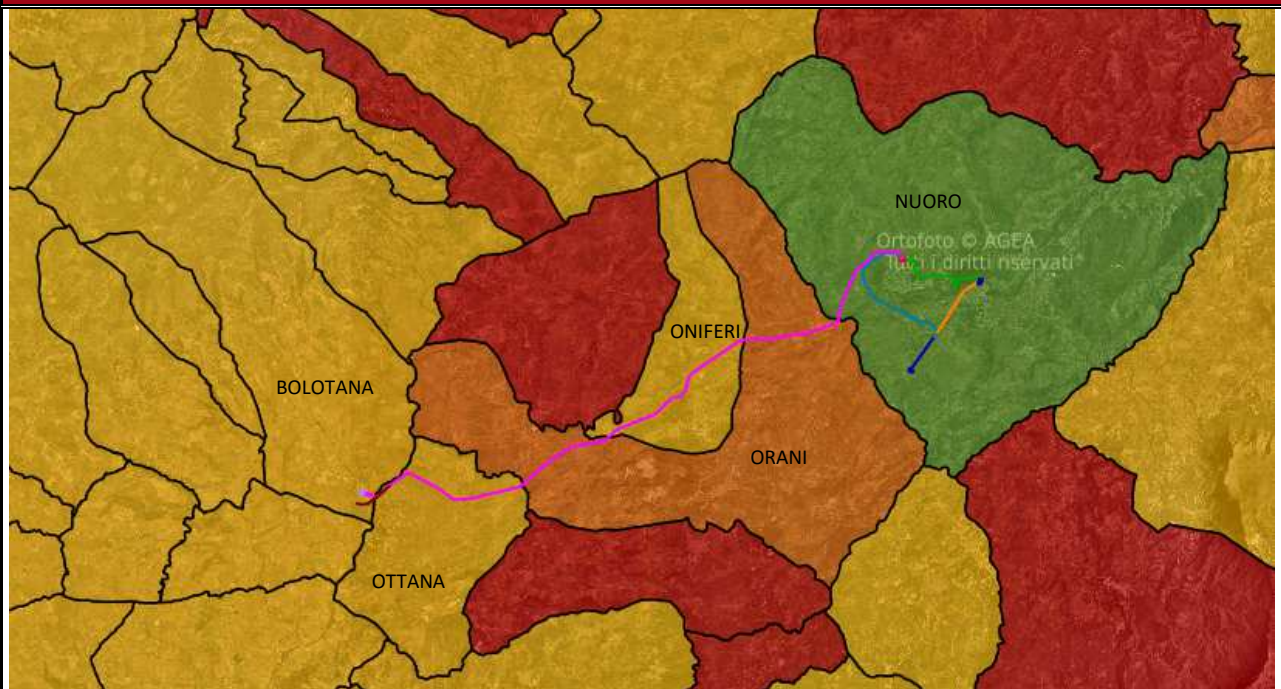 NUORO
Ortofoto © AGEA
Tutti i diritti riservati
ONIFERI
BOLOTANA
ORANI
OTTANA